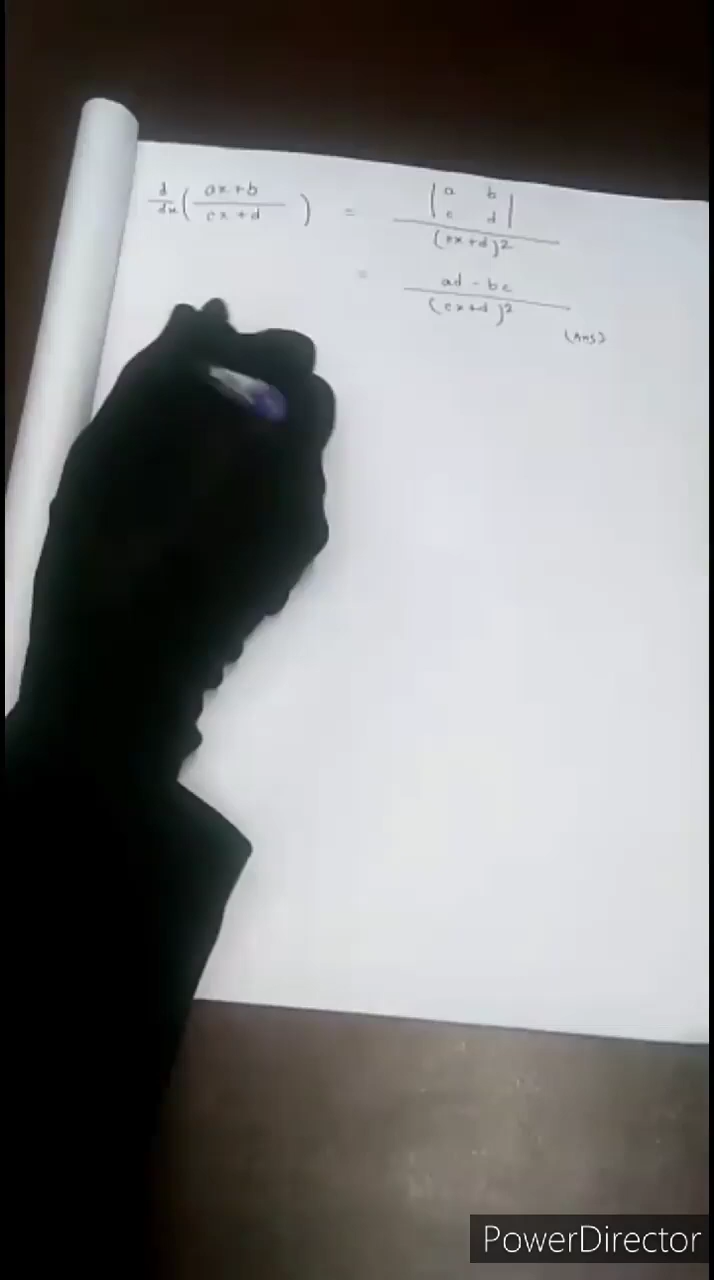 d/dx (ax+b / cx+d) = |a b c d| / (cx+d)²
= ad - bc / (cx+d)²
(Ans)
PowerDirector